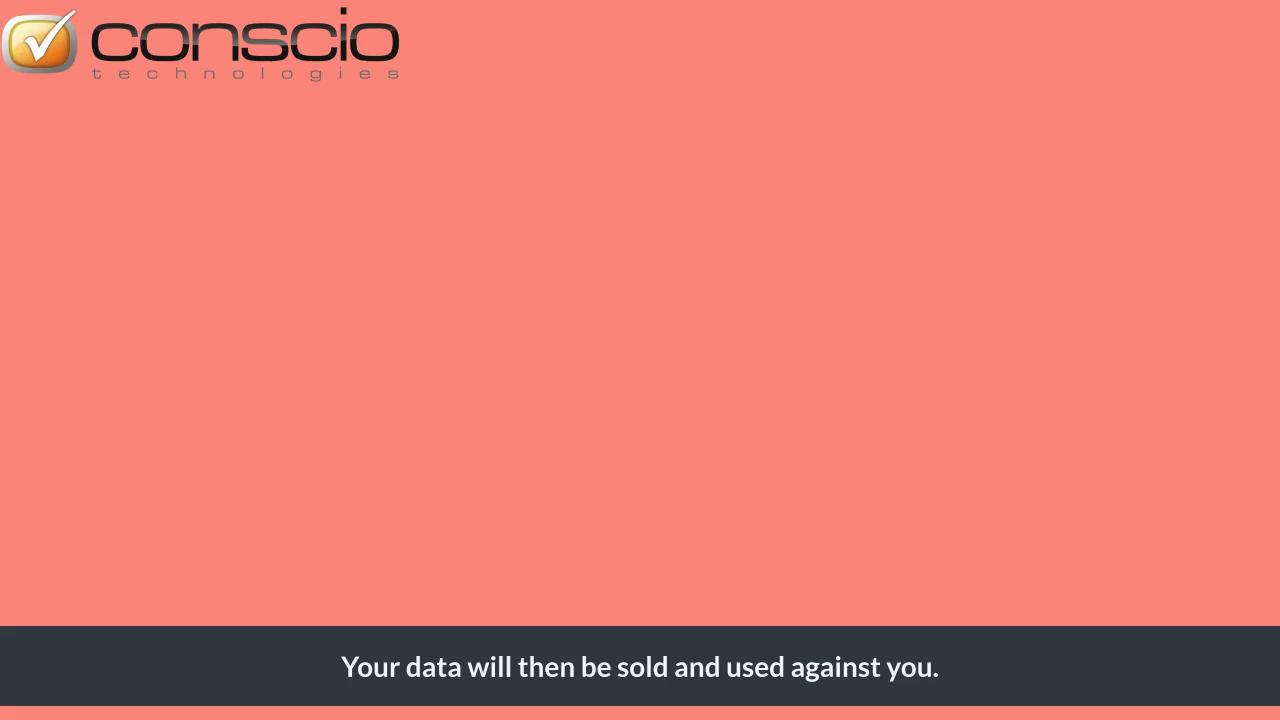 conscio
technologies
Your data will then be sold and used against you.